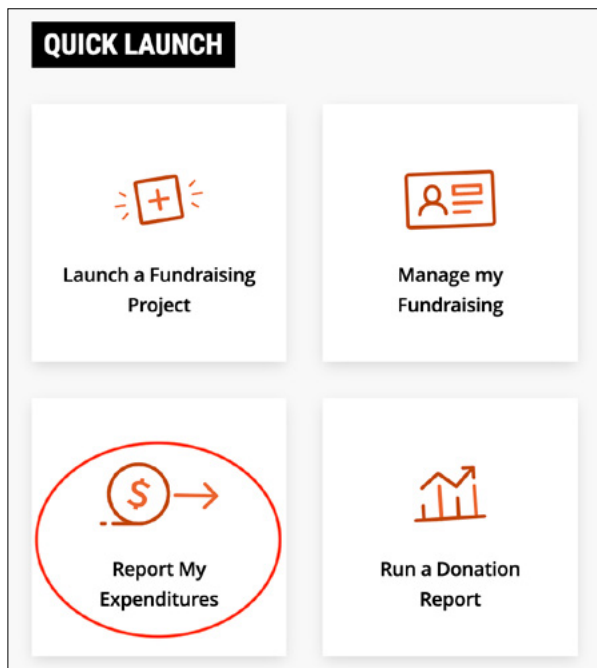 QUICK LAUNCH
Launch a Fundraising
Project
Manage my
Fundraising
$
Report My
Expenditures
Run a Donation
Report